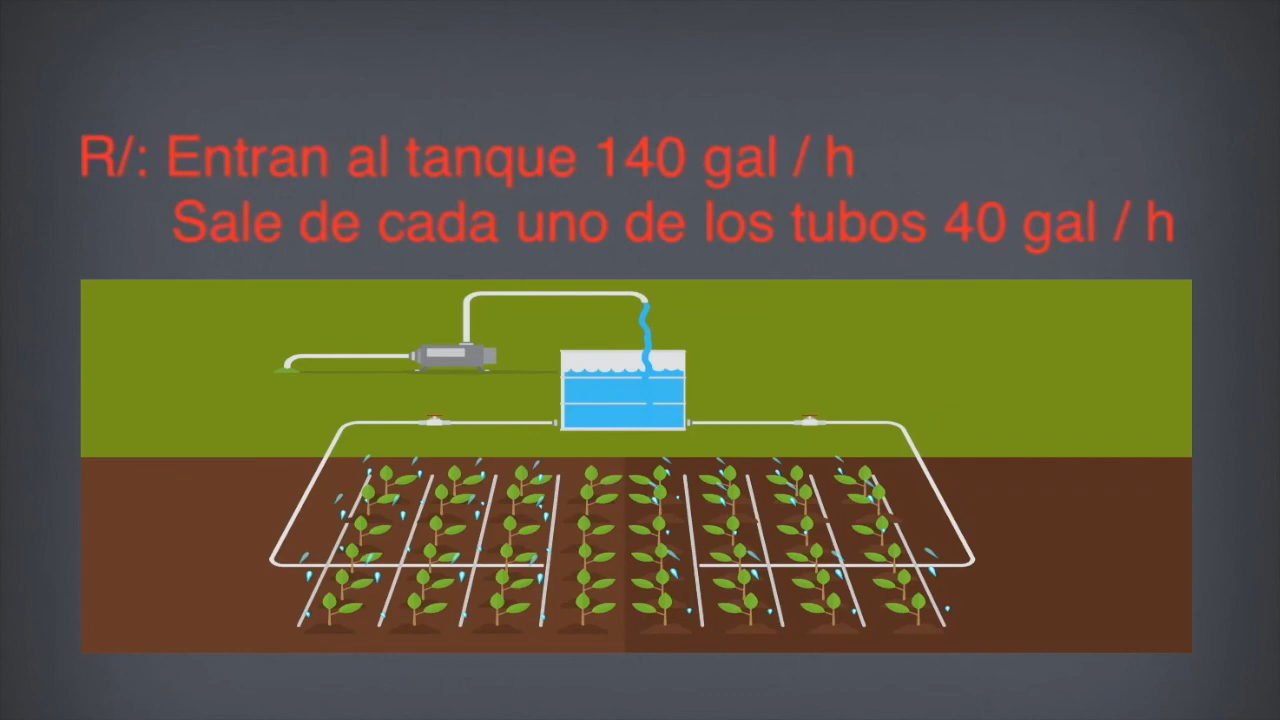 R/: Entran al tanque 140 gal / h
Sale de cada uno de los tubos 40 gal / h